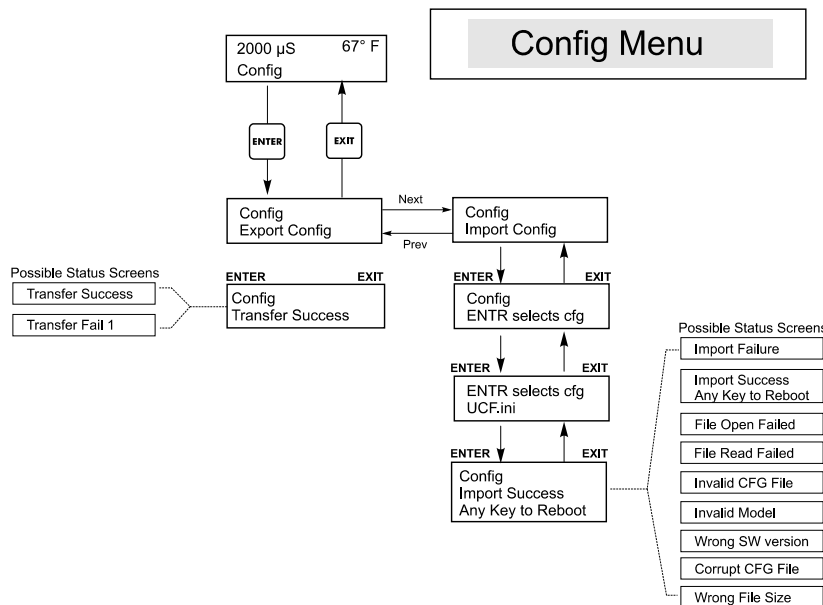 Config Menu
2000 µS 67° F
Config
ENTER
EXIT
Config
Export Config
Next
Prev
Config
Import Config
Possible Status Screens
Transfer Success
Transfer Fail 1
ENTER EXIT
Config
Transfer Success
ENTER EXIT
Config
ENTR selects cfg
ENTER EXIT
ENTR selects cfg
UCF.ini
ENTER EXIT
Config
Import Success
Any Key to Reboot
Possible Status Screens
Import Failure
Import Success
Any Key to Reboot
File Open Failed
File Read Failed
Invalid CFG File
Invalid Model
Wrong SW version
Corrupt CFG File
Wrong File Size